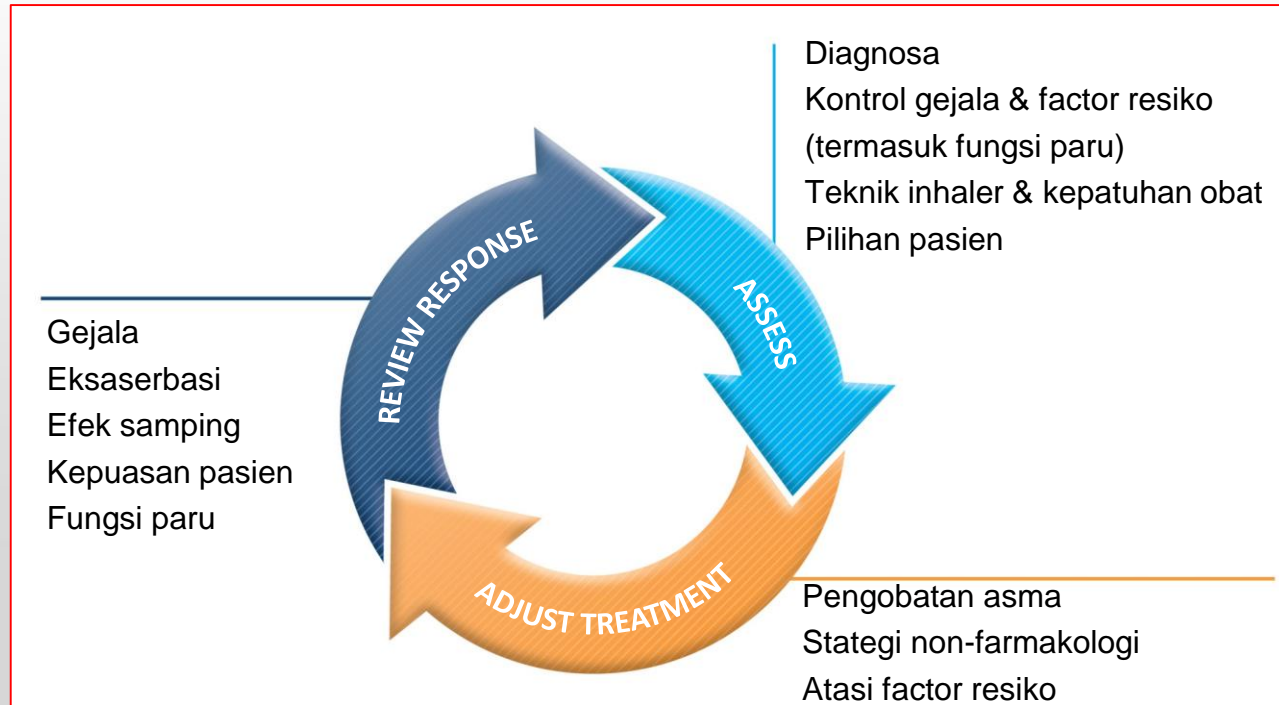 Diagnosa
Kontrol gejala & factor resiko
(termasuk fungsi paru)
Teknik inhaler & kepatuhan obat
Pilihan pasien
REVIEW RESPONSE
ASSESS
ADJUST TREATMENT
Gejala
Eksaserbasi
Efek samping
Kepuasan pasien
Fungsi paru
Pengobatan asma
Stategi non-farmakologi
Atasi factor resiko